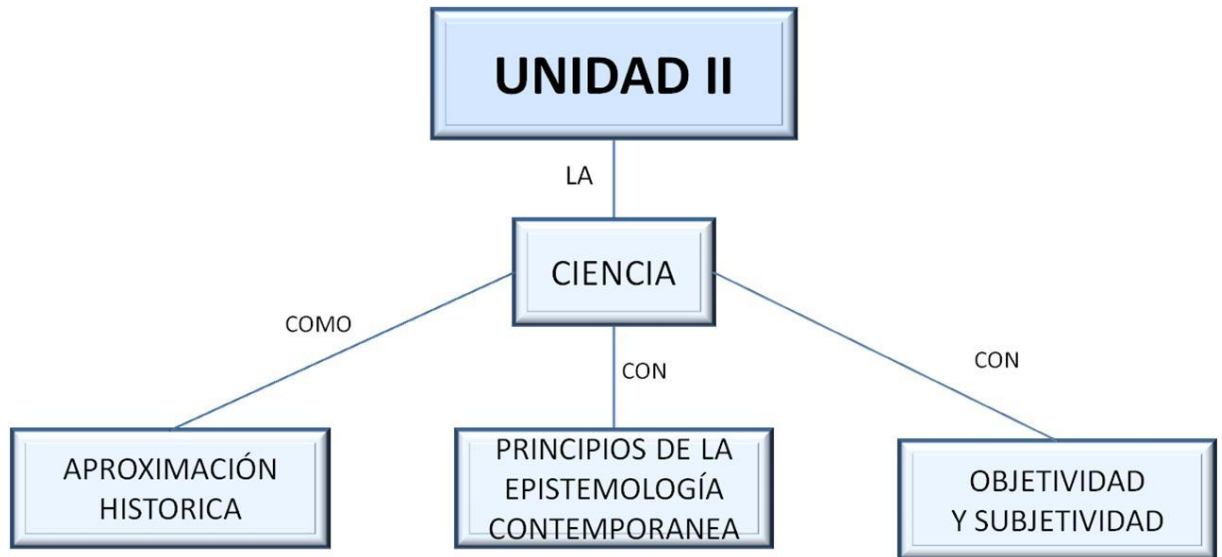 UNIDAD II
LA
CIENCIA
COMO
CON
CON
APROXIMACIÓN
HISTORICA
PRINCIPIOS DE LA
EPISTEMOLOGÍA
CONTEMPORANEA
OBJETIVIDAD
Y SUBJETIVIDAD